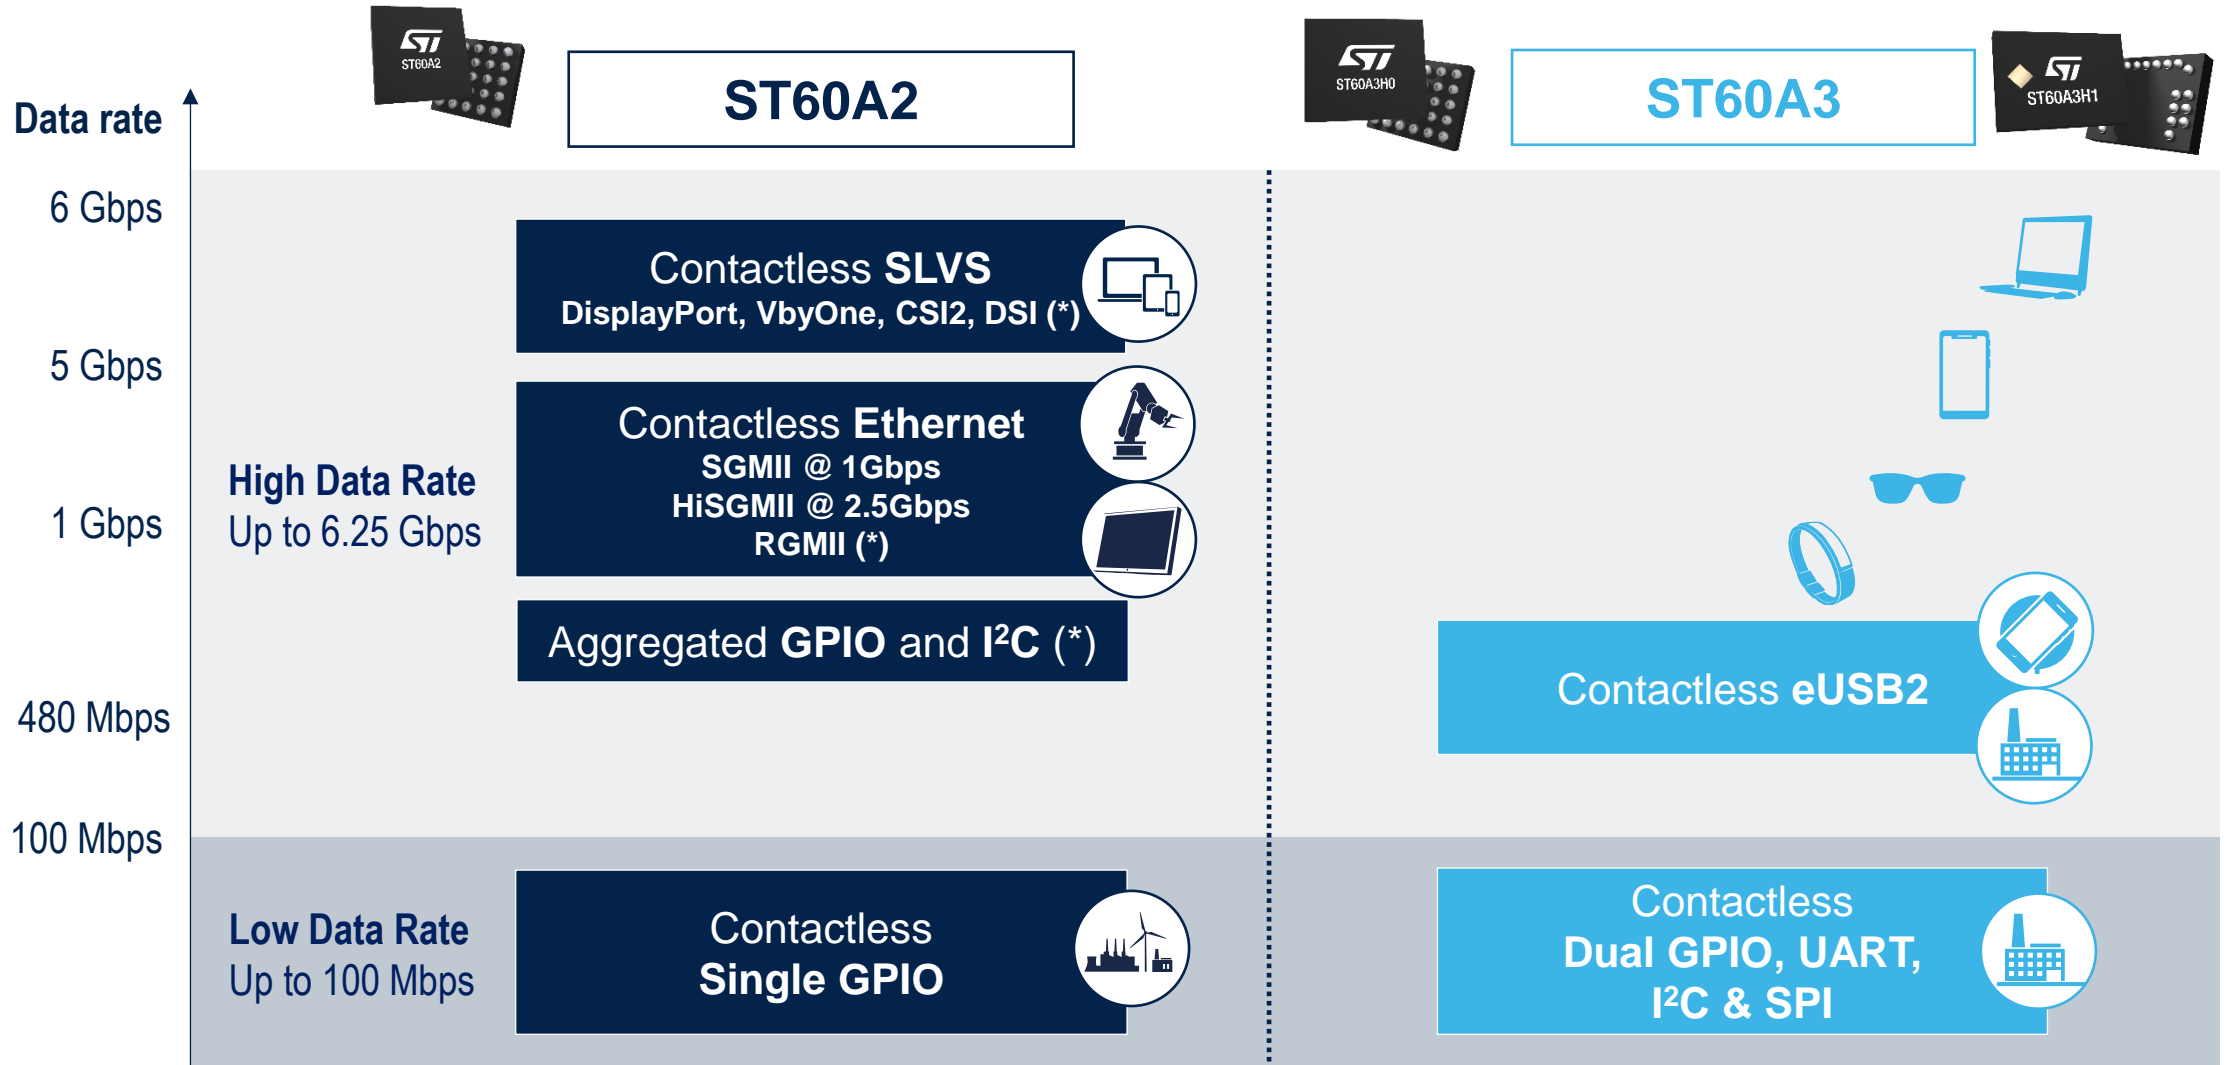 ST60A2
ST60A2
ST60A3H0
ST60A3
ST60A3H1
Data rate
6 Gbps
5 Gbps
1 Gbps
480 Mbps
100 Mbps
High Data Rate
Up to 6.25 Gbps
Low Data Rate
Up to 100 Mbps
Contactless SLVS
DisplayPort, VbyOne, CSI2, DSI (*)
Contactless Ethernet
SGMII @ 1Gbps
HiSGMII @ 2.5Gbps
RGMII (*)
Aggregated GPIO and I²C (*)
Contactless
Single GPIO
Contactless eUSB2
Contactless
Dual GPIO, UART,
I²C & SPI